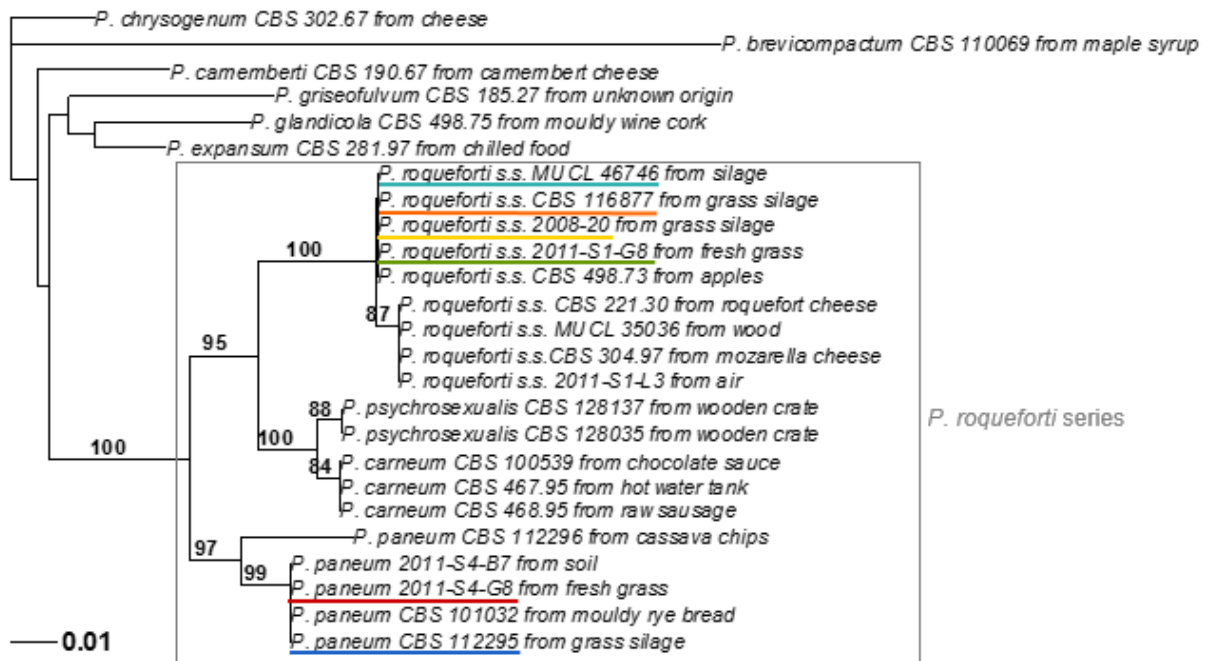 P. chrysogenum CBS 302.67 from cheese
P. brevicompactum CBS 110069 from maple syrup
P. camemberti CBS 190.67 from camembert cheese
P. griseofulvum CBS 185.27 from unknown origin
P. glandicola CBS 498.75 from mouldy wine cork
P. expansum CBS 281.97 from chilled food
P. roqueforti s.s. MUCL 46746 from silage
P. roqueforti s.s. CBS 116877 from grass silage
P. roqueforti s.s. 2008-20 from grass silage
100
P. roqueforti s.s. 2011-S1-G8 from fresh grass
P. roqueforti s.s. CBS 498.73 from apples
P. roqueforti s.s. CBS 221.30 from roquefort cheese
87
P. roqueforti s.s. MUCL 35036 from wood
95
P. roqueforti s.s.CBS 304.97 from mozarella cheese
P. roqueforti s.s. 2011-S1-L3 from air
88
P. psychrosexualis CBS 128137 from wooden crate
P. roqueforti series
100
P. psychrosexualis CBS 128035 from wooden crate
100
84
P. carneum CBS 100539 from chocolate sauce
P. carneum CBS 467.95 from hot water tank
P. carneum CBS 468.95 from raw sausage
P. paneum CBS 112296 from cassava chips
97
P. paneum 2011-S4-B7 from soil
99
P. paneum 2011-S4-G8 from fresh grass
P. paneum CBS 101032 from mouldy rye bread
P. paneum CBS 112295 from grass silage
0.01